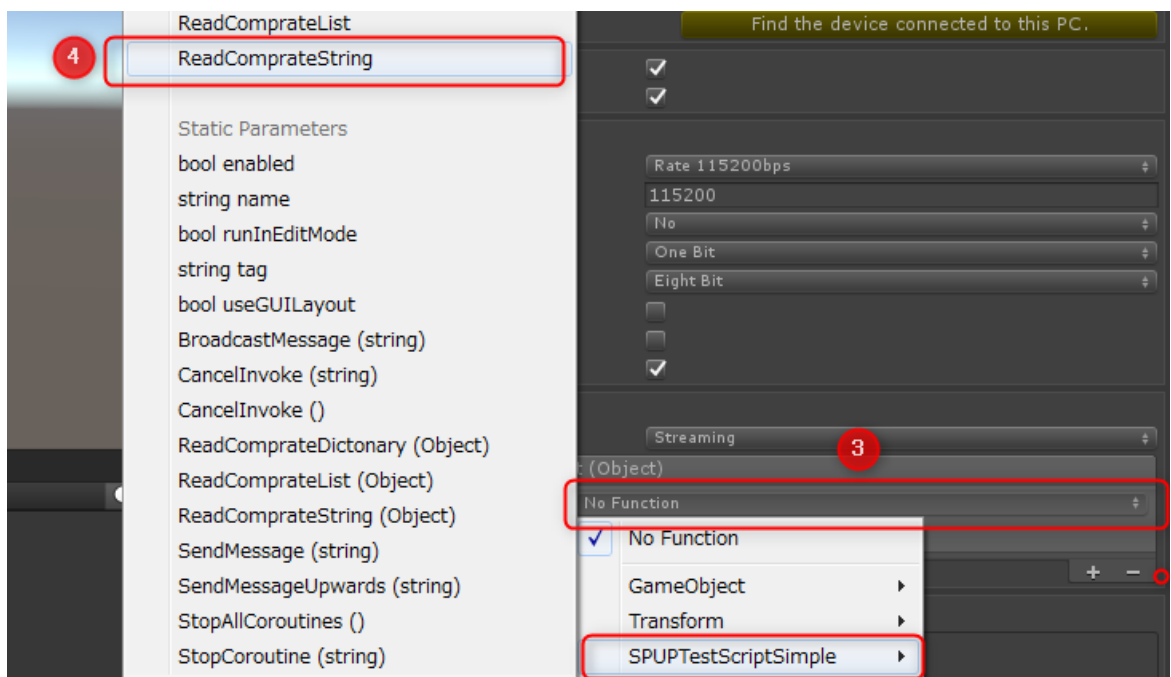 ReadComprateList
ReadComprateString
4
Static Parameters
bool enabled
string name
bool runInEditMode
string tag
bool useGUILayout
BroadcastMessage (string)
CancelInvoke (string)
CancelInvoke ()
ReadComprateDictonary (Object)
ReadComprateList (Object)
ReadComprateString (Object)
SendMessage (string)
SendMessageUpwards (string)
StopAllCoroutines ()
StopCoroutine (string)
Find the device connected to this PC.
Rate 115200bps
115200
No
One Bit
Eight Bit
Streaming
3
(Object)
No Function
No Function
GameObject
Transform
SPUPTestScriptSimple
+ −